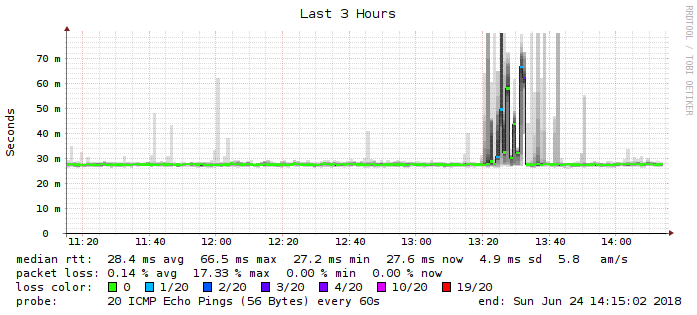 Last 3 Hours
RRDTOOL / TOBI OETIKER
Seconds
70 m
60 m
50 m
40 m
30 m
20 m
10 m
0
11:20 11:40 12:00 12:20 12:40 13:00 13:20 13:40 14:00
median rtt: 28.4 ms avg 66.5 ms max 27.2 ms min 27.6 ms now 4.9 ms sd 5.8 am/s
packet loss: 0.14 % avg 17.33 % max 0.00 % min 0.00 % now
loss color: 0 1/20 2/20 3/20 4/20 10/20 19/20
probe: 20 ICMP Echo Pings (56 Bytes) every 60s end: Sun Jun 24 14:15:02 2018